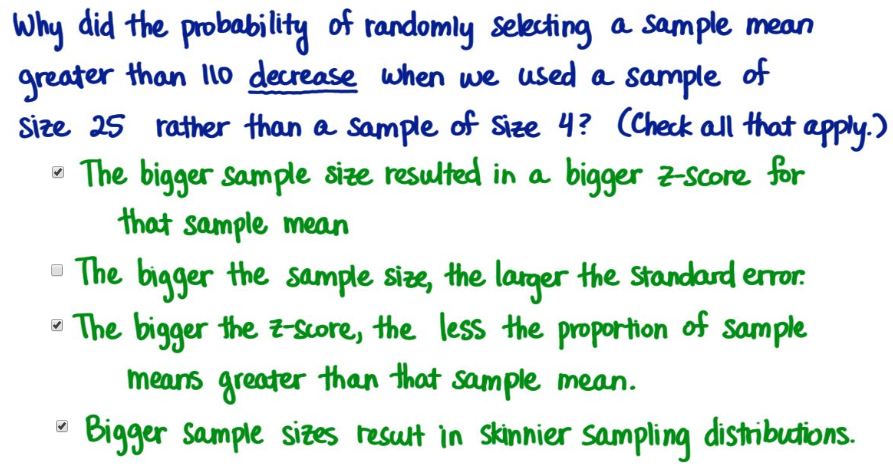 Why did the probability of randomly selecting a sample mean
greater than 110 decrease when we used a sample of
size 25 rather than a sample of size 4? (Check all that apply.)
The bigger sample size resulted in a bigger z-score for
that sample mean
The bigger the sample size, the larger the standard error.
The bigger the z-score, the less the proportion of sample
means greater than that sample mean.
Bigger sample sizes result in skinnier sampling distributions.